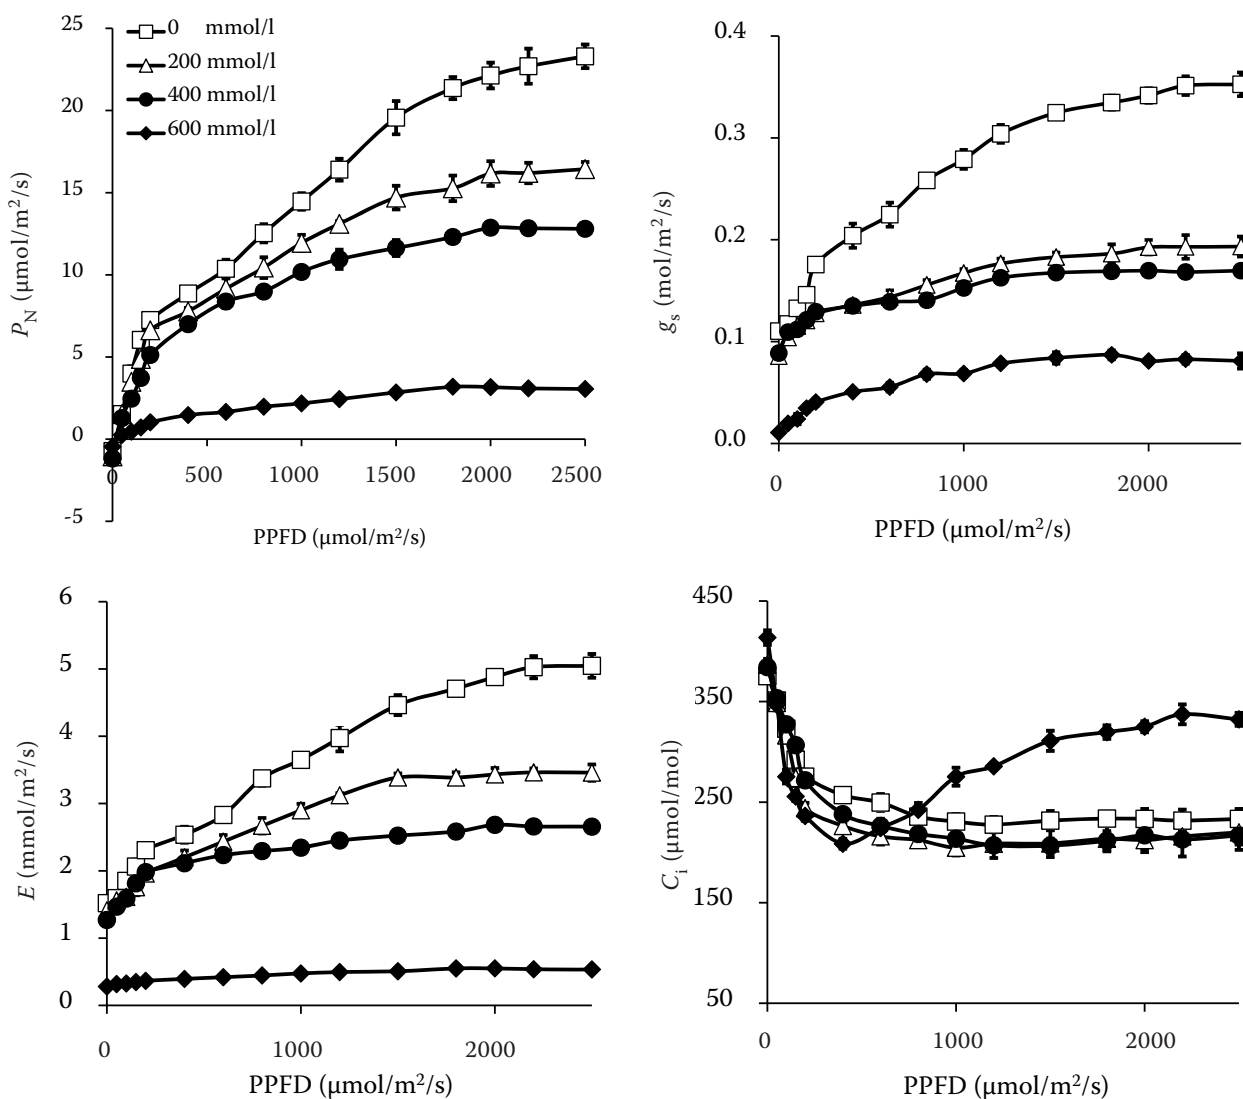 25
20
15
10
5
0
-5
0 mmol/l
200 mmol/l
400 mmol/l
600 mmol/l
P_N (μmol/m²/s)
0 500 1000 1500 2000 2500
PPFD (μmol/m²/s)
0.4
0.3
0.2
0.1
0.0
g_s (mol/m²/s)
0 1000 2000
PPFD (μmol/m²/s)
6
5
4
3
2
1
0
E (mmol/m²/s)
0 1000 2000
PPFD (μmol/m²/s)
450
350
250
150
50
C_i (μmol/mol)
0 1000 2000
PPFD (μmol/m²/s)